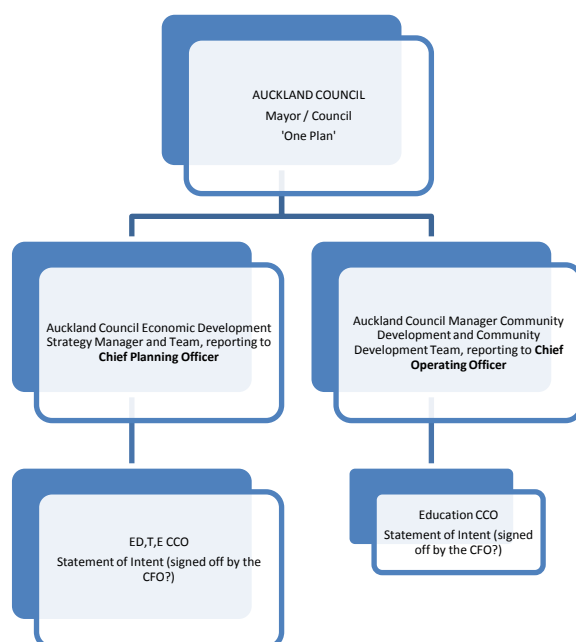 AUCKLAND COUNCIL
Mayor / Council
'One Plan'
Auckland Council Economic Development
Strategy Manager and Team, reporting to
Chief Planning Officer
Auckland Council Manager Community
Development and Community
Development Team, reporting to Chief
Operating Officer
ED,T,E CCO
Statement of Intent (signed off by the
CFO?)
Education CCO
Statement of Intent (signed
off by the CFO?)